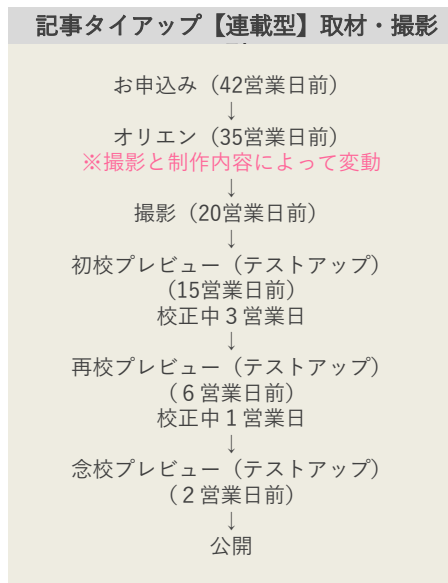 記事タイアップ【連載型】取材・撮影
お申込み（42営業日前）
↓
オリエン（35営業日前）
※撮影と制作内容によって変動
↓
撮影（20営業日前）
↓
初校プレビュー（テストアップ）
（15営業日前）
校正中３営業日
↓
再校プレビュー（テストアップ）
（６営業日前）
校正中１営業日
↓
念校プレビュー（テストアップ）
（２営業日前）
↓
公開